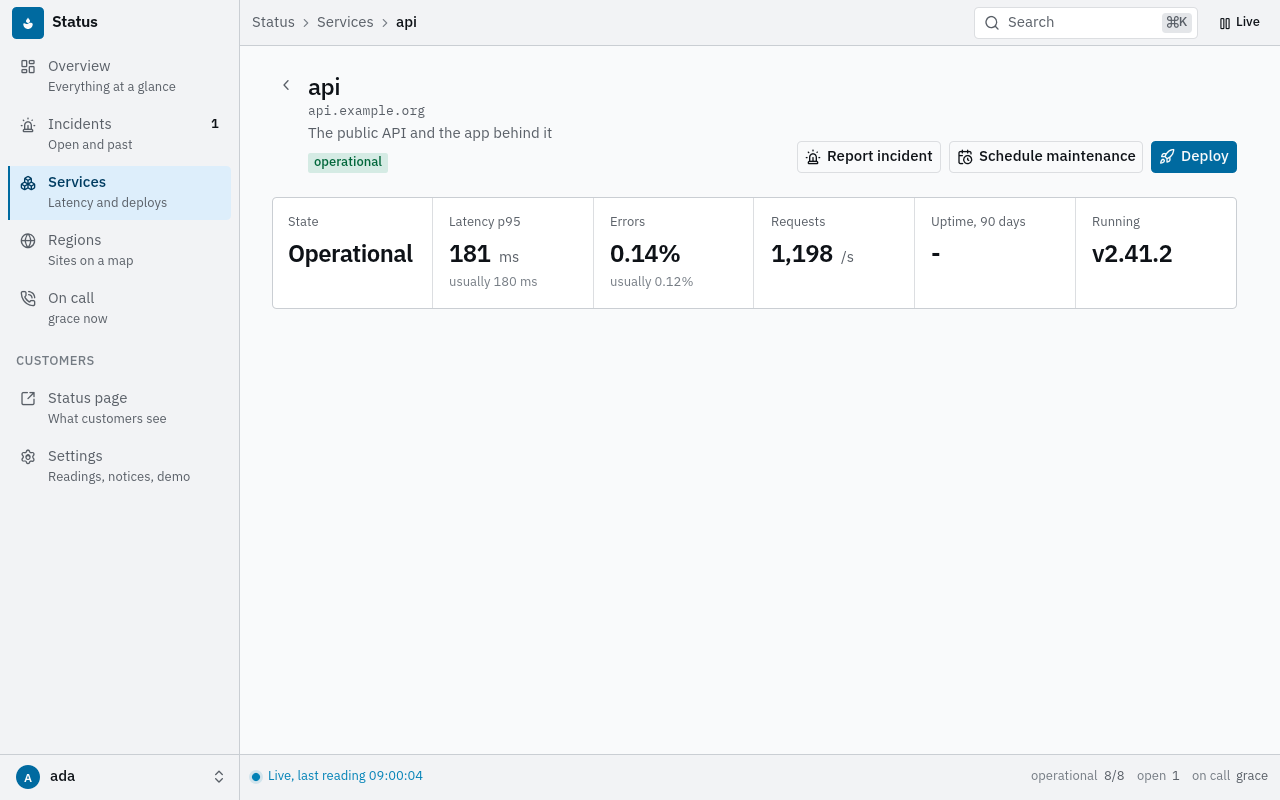 Status
Overview
Everything at a glance
Incidents 1
Open and past
Services
Latency and deploys
Regions
Sites on a map
On call
grace now
CUSTOMERS
Status page
What customers see
Settings
Readings, notices, demo
A ada
Status > Services > api
Search ⌘K
Live
api
api.example.org
The public API and the app behind it
operational
Report incident
Schedule maintenance
Deploy
State
Operational
Latency p95
181 ms
usually 180 ms
Errors
0.14%
usually 0.12%
Requests
1,198 /s
Uptime, 90 days
-
Running
v2.41.2
Live, last reading 09:00:04
operational 8/8 open 1 on call grace